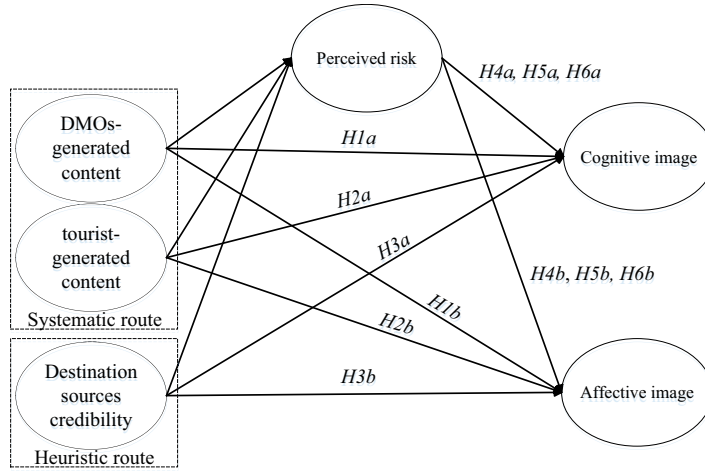 Perceived risk
H4a, H5a, H6a
DMOs-
generated
content
H1a
Cognitive image
H2a
tourist-
generated
content
H3a
H4b, H5b, H6b
H1b
Systematic route
H2b
Destination
sources
credibility
H3b
Affective image
Heuristic route